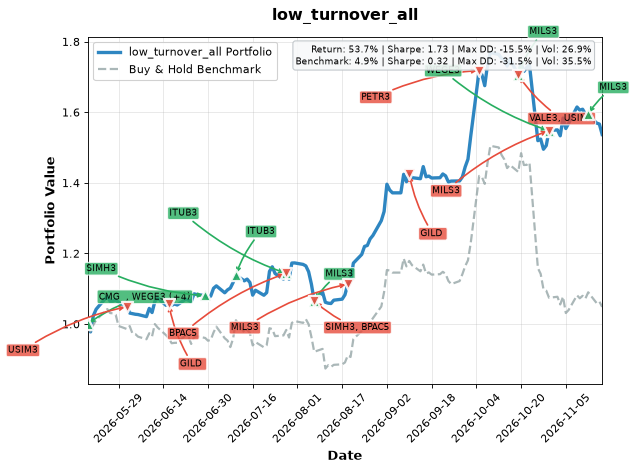 low_turnover_all
Portfolio Value
1.8
1.6
1.4
1.2
1.0
low_turnover_all Portfolio
Buy & Hold Benchmark
Return: 53.7% | Sharpe: 1.73 | Max DD: -15.5% | Vol: 26.9%
Benchmark: 4.9% | Sharpe: 0.32 | Max DD: -31.5% | Vol: 35.5%
MILS3
WEGE3
MILS3
PETR3
VALE3, USIM
MILS3
ITUB3
ITUB3
GILD
SIMH3
MILS3
CMG
, WEGE3 (+4)
BPAC5
MILS3
SIMH3, BPAC5
USIM3
GILD
2026-05-29
2026-06-14
2026-06-30
2026-07-16
2026-08-01
2026-08-17
2026-09-02
2026-09-18
2026-10-04
2026-10-20
2026-11-05
Date